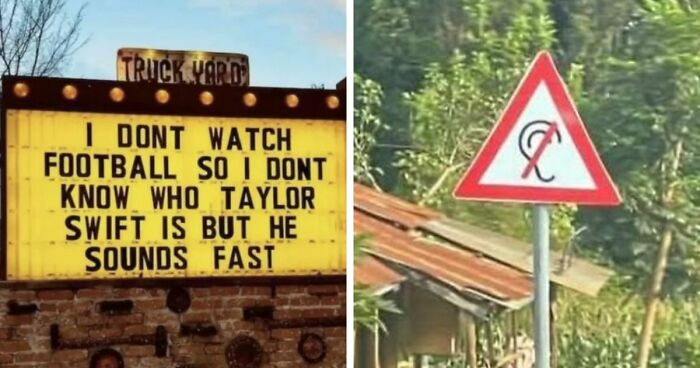 TRUCK YARD
I DONT WATCH
FOOTBALL SO I DONT
KNOW WHO TAYLOR
SWIFT IS BUT HE
SOUNDS FAST